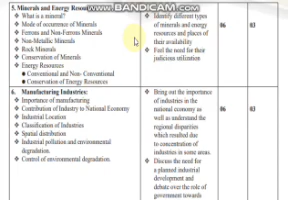 5. Minerals and Energy Resources
www.BANDICAM.com
What is a mineral?
Mode of occurrence of Minerals
Ferrous and Non-Ferrous Minerals
Non-Metallic Minerals
Rock Minerals
Conservation of Minerals
Energy Resources
Conventional and Non- Conventional
Conservation of Energy Resources
Identify different types
of minerals and energy
resources and places of
their availability
Feel the need for their
judicious utilization
06
03
6. Manufacturing Industries:
Importance of manufacturing
Contribution of Industry to National Economy
Industrial Location
Classification of Industries
Spatial distribution
Industrial pollution and environmental
degradation.
Control of environmental degradation.
Bring out the importance
of industries in the
national economy as
well as understand the
regional disparities
which resulted due
to concentration of
industries in some areas.
Discuss the need for
a planned industrial
development and
debate over the role of
government towards
06
03